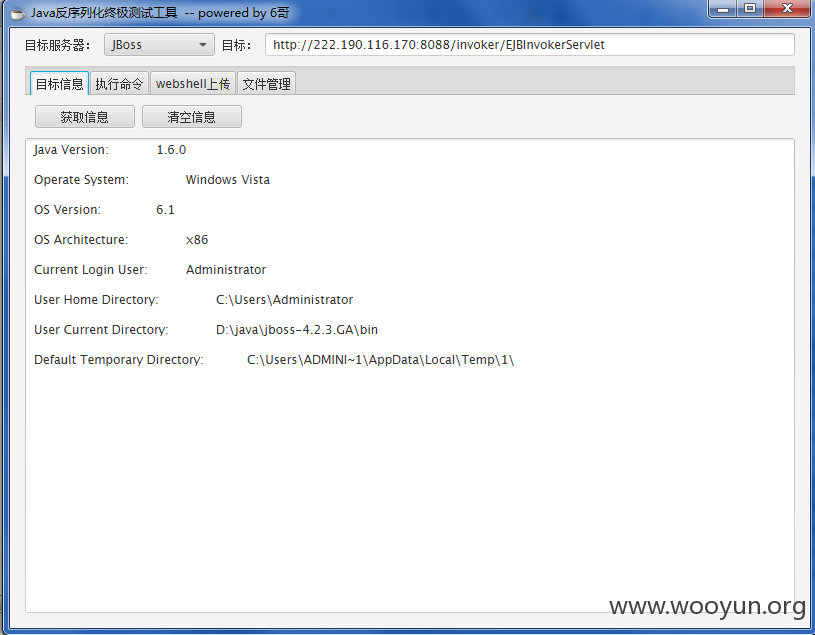 Java反序列化终极测试工具 -- powered by 6哥
目标服务器： JBoss 目标： http://222.190.116.170:8088/invoker/EJBInvokerServlet
目标信息 执行命令 webshell上传 文件管理
获取信息 清空信息
Java Version: 1.6.0
Operate System: Windows Vista
OS Version: 6.1
OS Architecture: x86
Current Login User: Administrator
User Home Directory: C:\Users\Administrator
User Current Directory: D:\java\jboss-4.2.3.GA\bin
Default Temporary Directory: C:\Users\ADMINI~1\AppData\Local\Temp\1\
www.wooyun.org